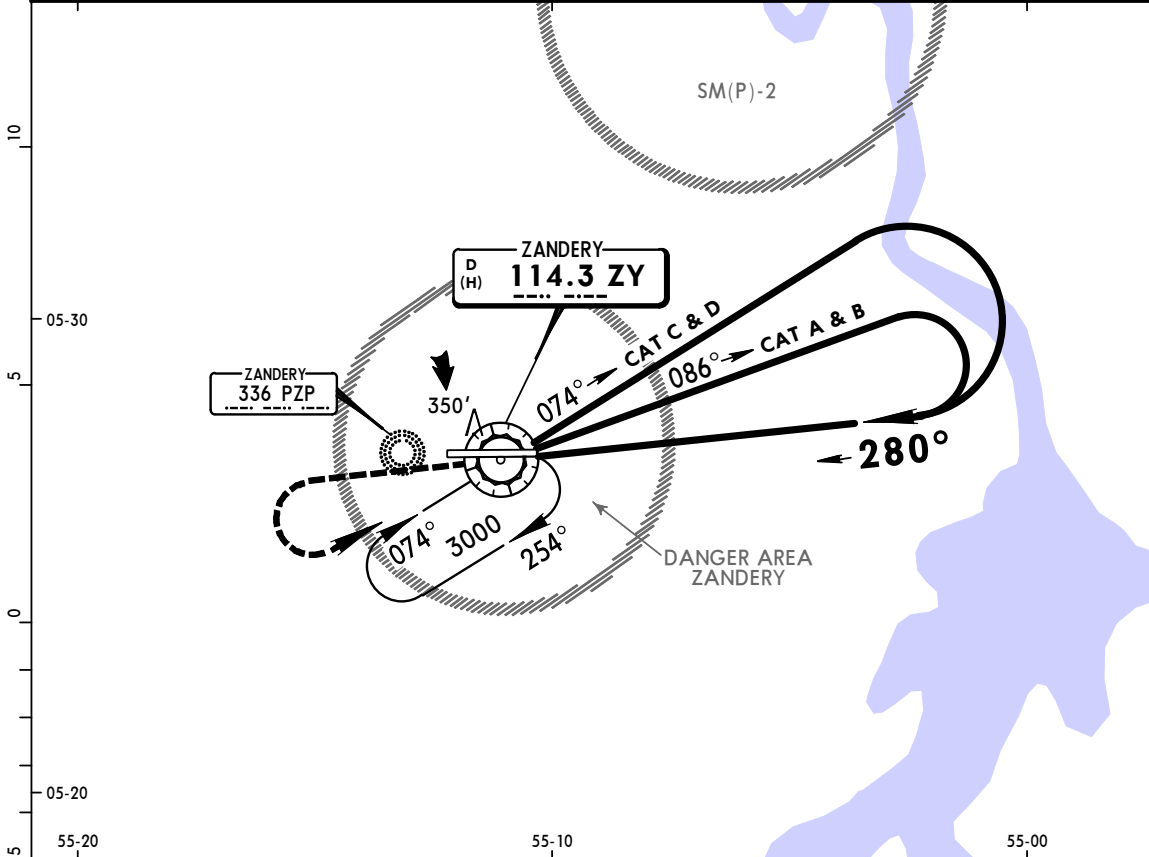 SM(P)-2
10
ZANDERY
D
(H)
114.3 ZY
05-30
CAT C & D
074°
CAT A & B
086°
5
ZANDERY
336 PZP
350'
280°
074°
3000
254°
DANGER AREA
ZANDERY
0
05-20
5
55-20
55-10
55-00